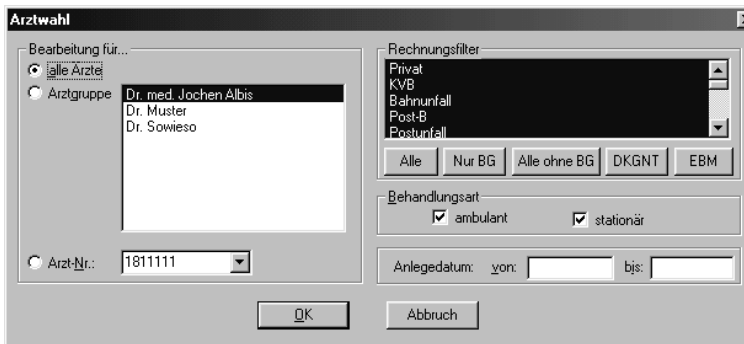 Arztwahl
Bearbeitung für...
alle Ärzte
Arztgruppe
Dr. med. Jochen Albis
Dr. Muster
Dr. Sowieso
Arzt-Nr.:
1811111
Rechnungsfilter
Privat
KVB
Bahnunfall
Post-B
Postunfall
Alle
Nur BG
Alle ohne BG
DKGNT
EBM
Behandlungsart
ambulant
stationär
Anlegedatum: von: bis:
OK
Abbruch